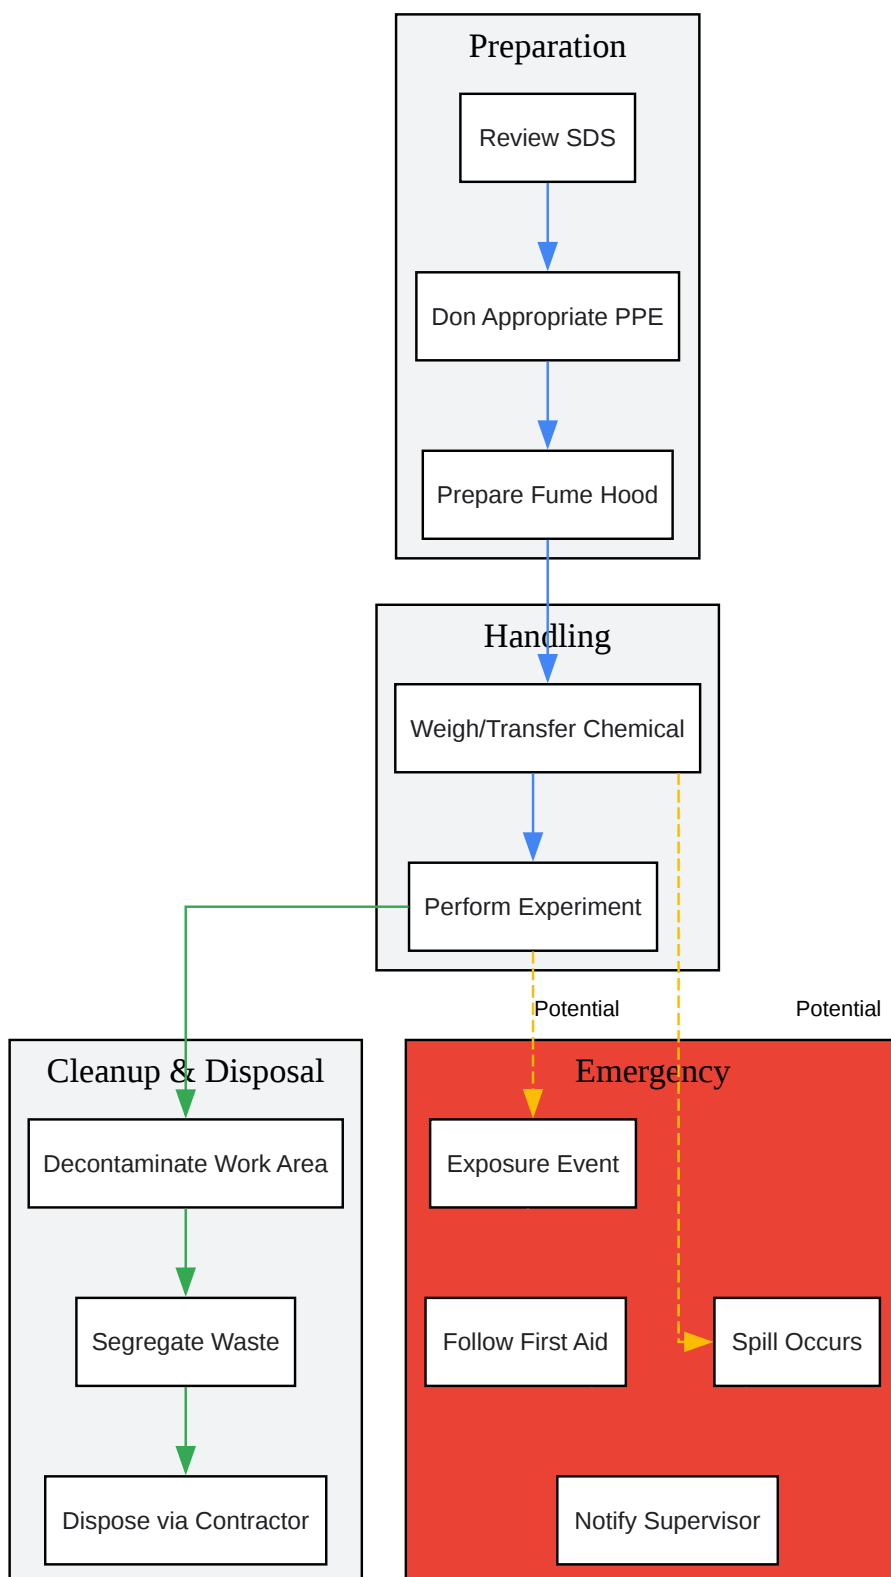 Preparation
Review SDS
Don Appropriate PPE
Prepare Fume Hood
Handling
Weigh/Transfer Chemical
Perform Experiment
Potential
Potential
Cleanup & Disposal
Decontaminate Work Area
Segregate Waste
Dispose via Contractor
Emergency
Exposure Event
Follow First Aid
Spill Occurs
Notify Supervisor